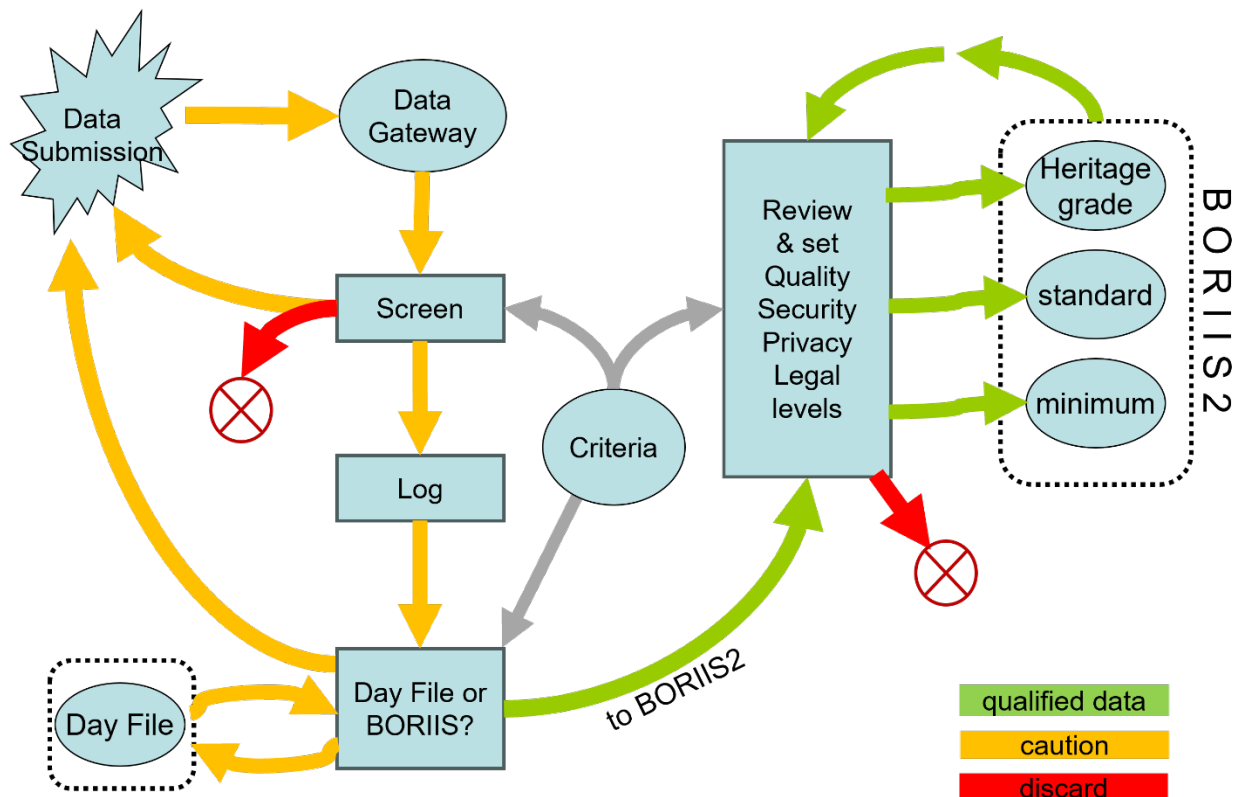 Data
Submission
Data
Gateway
Screen
Log
Day File or
BORIIS?
Day File
Criteria
to BORIIS2
Review
& set
Quality
Security
Privacy
Legal
levels
Heritage
grade
standard
minimum
BORIIS2
qualified data
caution
discard